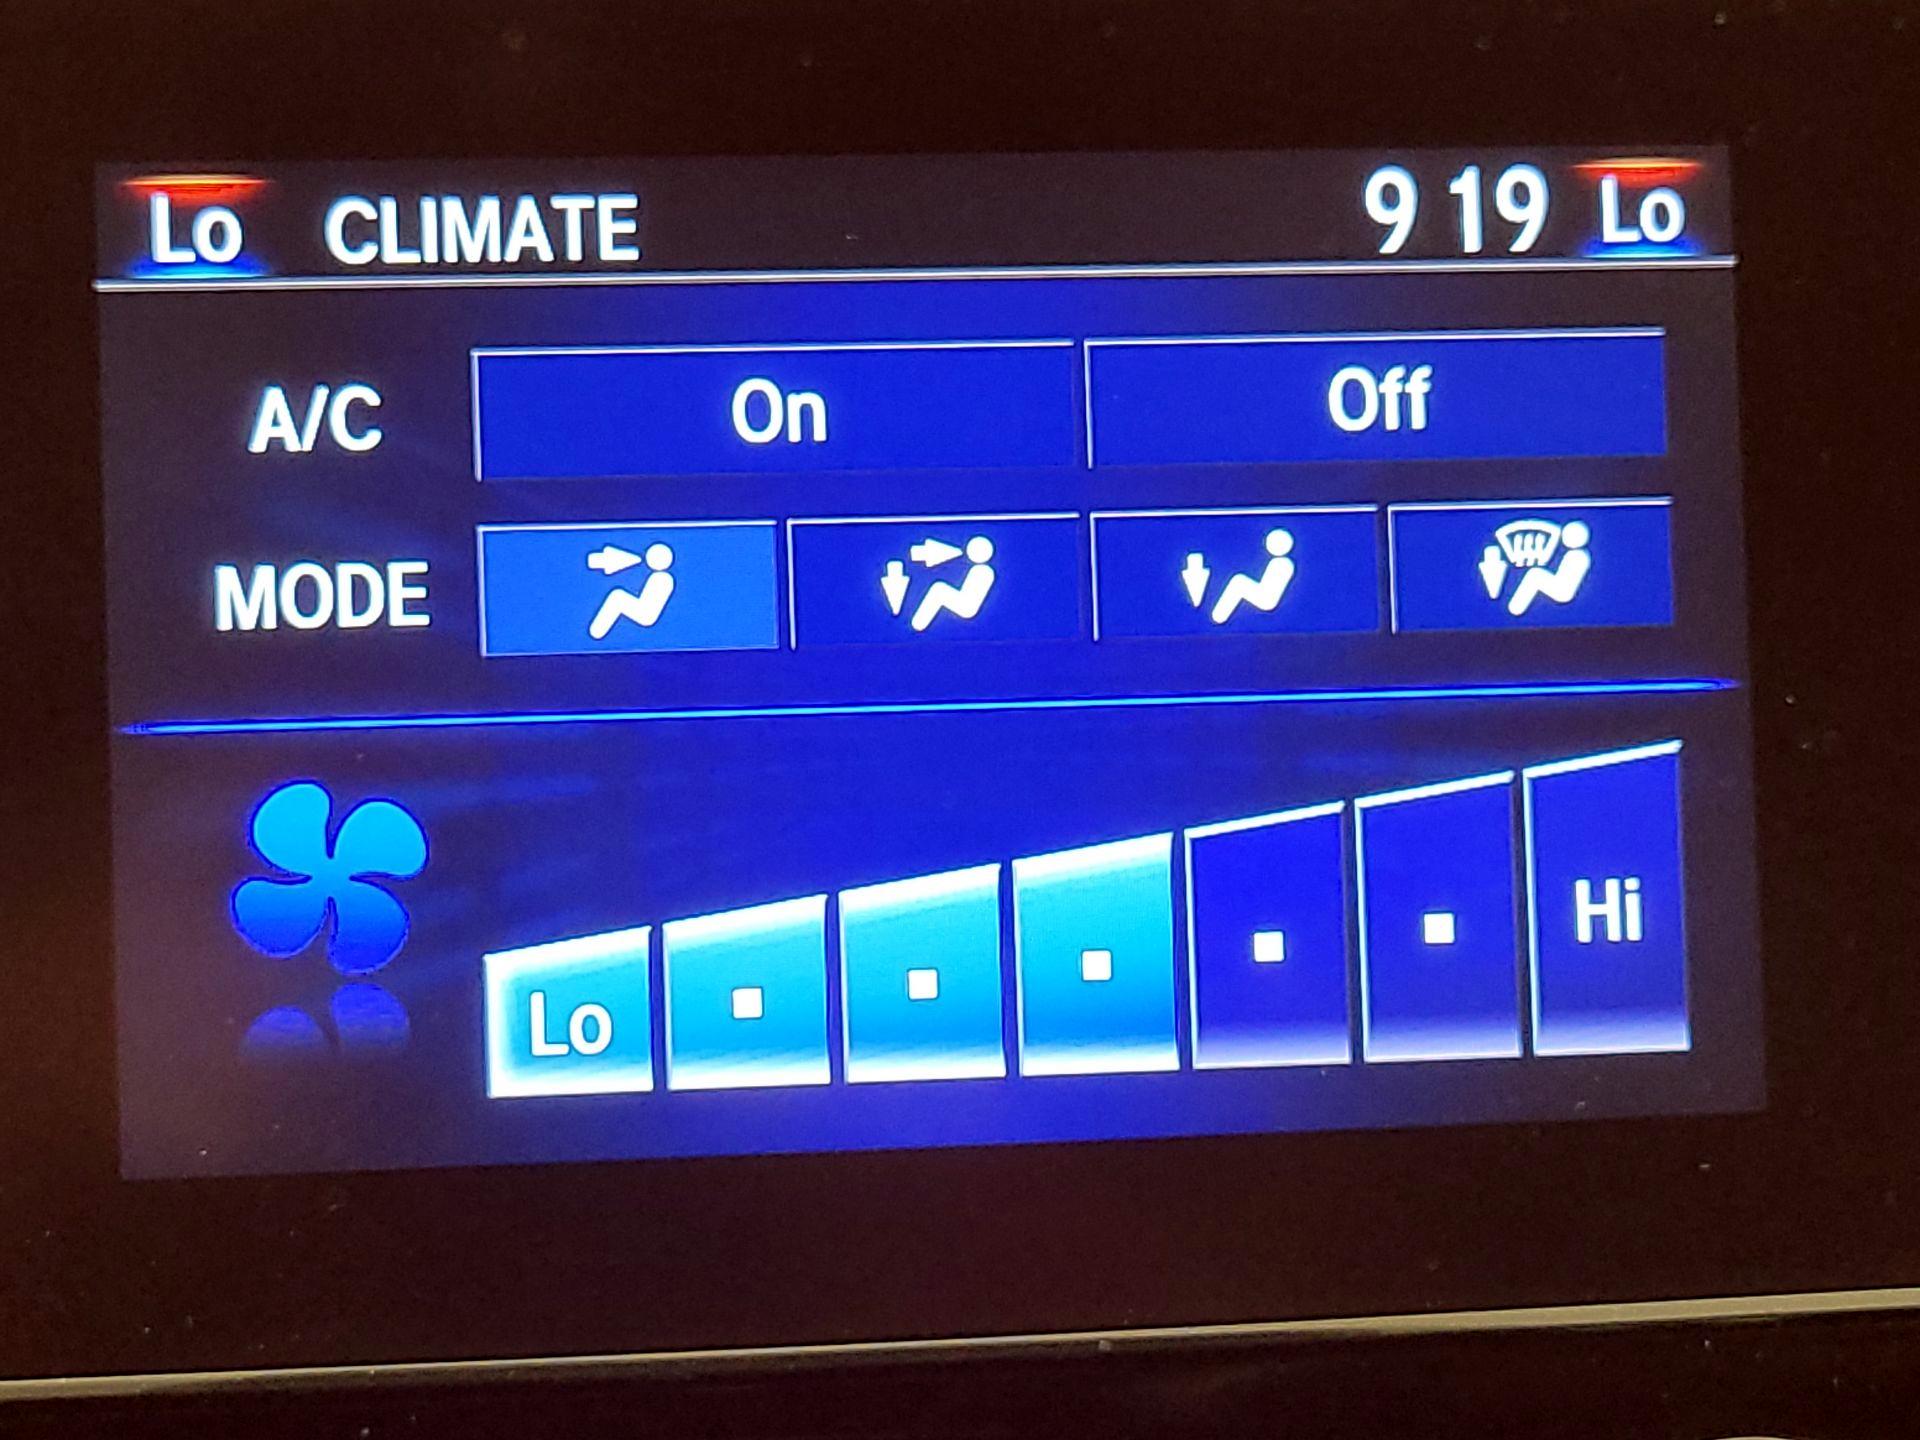 Lo CLIMATE 9 19 Lo
A/C On Off
MODE
Lo Hi